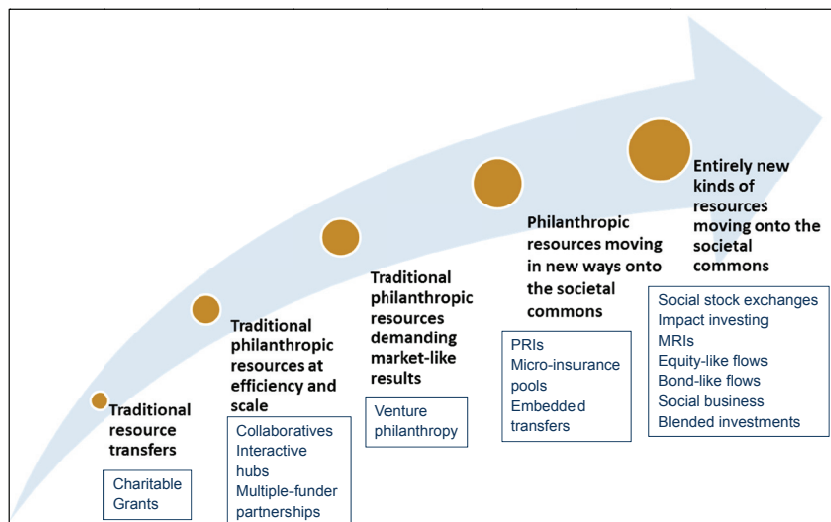 Traditional
resource
transfers
Charitable
Grants
Traditional
philanthropic
resources at
efficiency and
scale
Collaboratives
Interactive
hubs
Multiple-funder
partnerships
Traditional
philanthropic
resources
demanding
market-like
results
Venture
philanthropy
Philanthropic
resources moving
in new ways onto
the societal
commons
PRIs
Micro-insurance
pools
Embedded
transfers
Entirely new
kinds of
resources
moving onto the
societal
commons
Social stock exchanges
Impact investing
MRIs
Equity-like flows
Bond-like flows
Social business
Blended investments